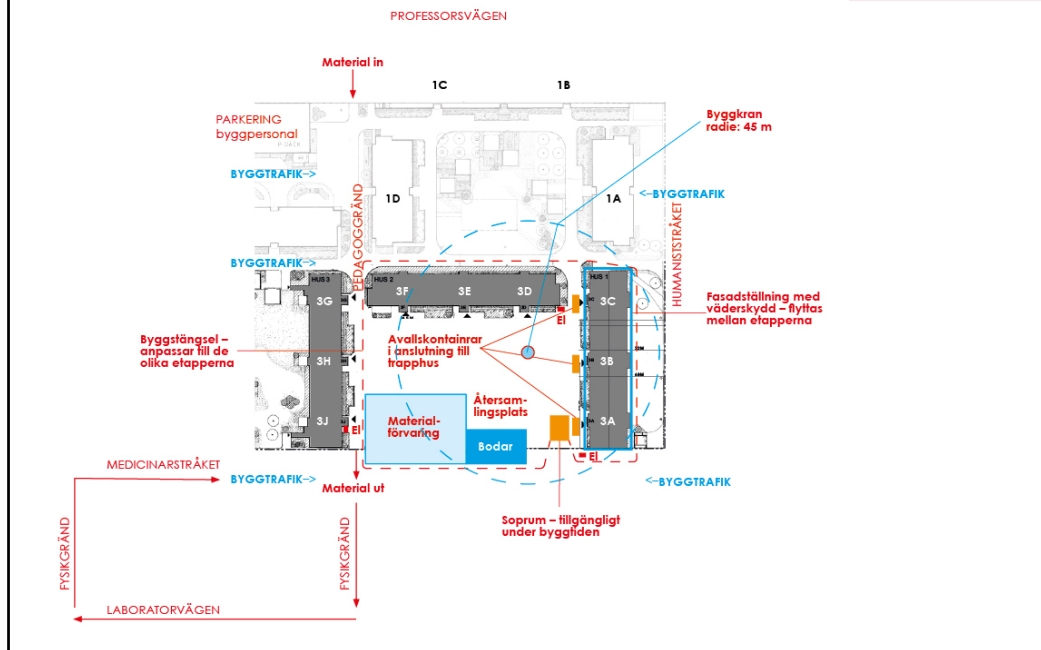 PROFESSORSVÄGEN
Material in
1C
1B
PARKERING
byggpersonal
Byggkran
radie: 45 m
BYGGTRAFIK->
1D
1A
<-BYGGTRAFIK
PEDAGOGGRÄND
HUMANISTSTRÅKET
BYGGTRAFIK->
HUS 3
HUS 2
HUS 1
3G
3F
3E
3D
3C
Fasadställning med
väderskydd – flyttas
mellan etapperna
El
Byggstängsel –
anpassar till de
olika etapperna
Avallskontainrar
i anslutning till
trapphus
3H
3B
Återsam-
lingsplats
Material-
förvaring
3J
El
3A
Bodar
El
MEDICINARSTRÅKET
BYGGTRAFIK->
Material ut
<-BYGGTRAFIK
Soprum – tillgängligt
under byggtiden
FYSIKGRÄND
FYSIKGRÄND
LABORATORVÄGEN